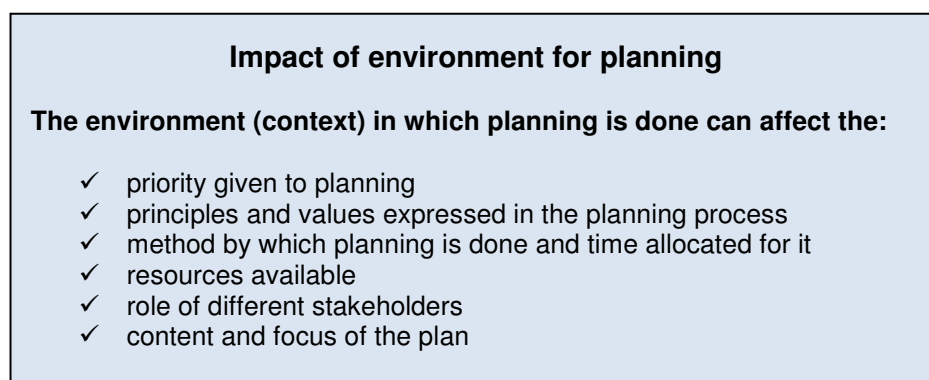 Impact of environment for planning
The environment (context) in which planning is done can affect the:
✓ priority given to planning
✓ principles and values expressed in the planning process
✓ method by which planning is done and time allocated for it
✓ resources available
✓ role of different stakeholders
✓ content and focus of the plan